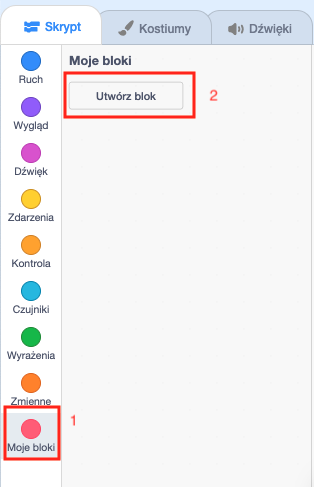 Skrypt
Kostiumy
Dźwięki
Ruch
Wygląd
Dźwięk
Zdarzenia
Kontrola
Czujniki
Wyrażenia
Zmienne
Moje bloki
1
Moje bloki
Utwórz blok
2